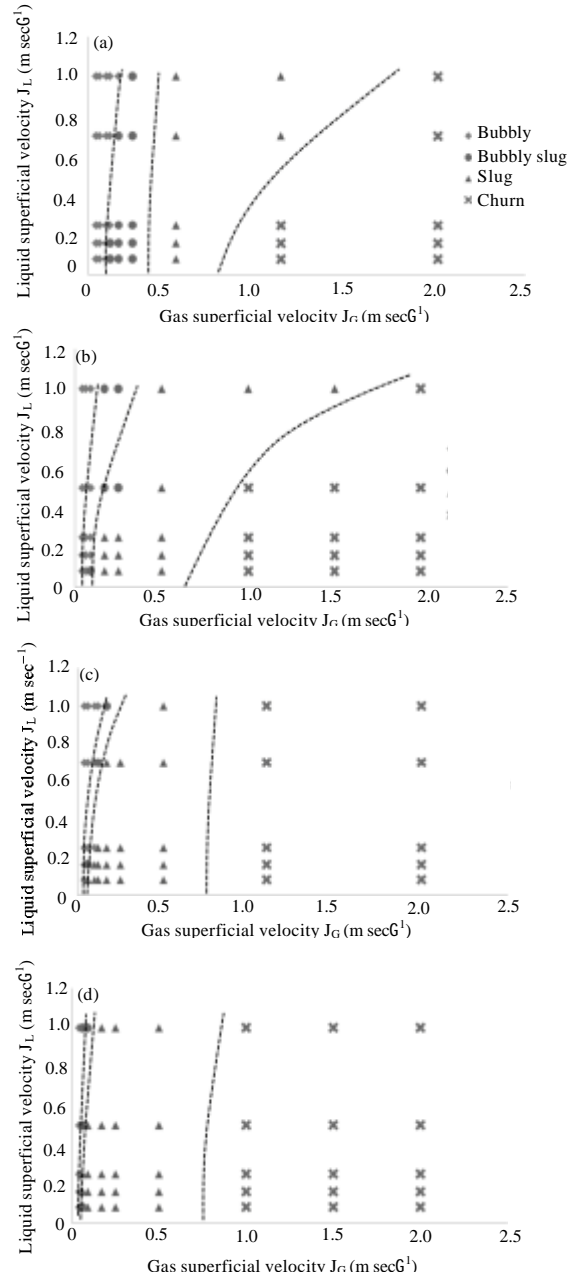 (a)
Liquid superficial velocity J_L (m secG¹)
1.2
1.0
0.8
0.6
0.4
0.2
0
0 0.5 1.0 1.5 2.0 2.5
Gas superficial velocity J_G (m secG¹)
Bubbly
Bubbly slug
Slug
Churn
(b)
Liquid superficial velocity J_L (m secG¹)
1.2
1.0
0.8
0.6
0.4
0.2
0
0 0.5 1.0 1.5 2.0 2.5
Gas superficial velocity J_G (m secG¹)
(c)
Liquid superficial velocity J_L (m sec⁻¹)
1.2
1.0
0.8
0.6
0.4
0.2
0
0 0.5 1.0 1.5 2.0 2.5
Gas superficial velocity J_G (m secG¹)
(d)
Liquid superficial velocity J_L (m secG¹)
1.2
1.0
0.8
0.6
0.4
0.2
0
0 0.5 1.0 1.5 2.0 2.5
Gas superficial velocity J_G (m secG¹)